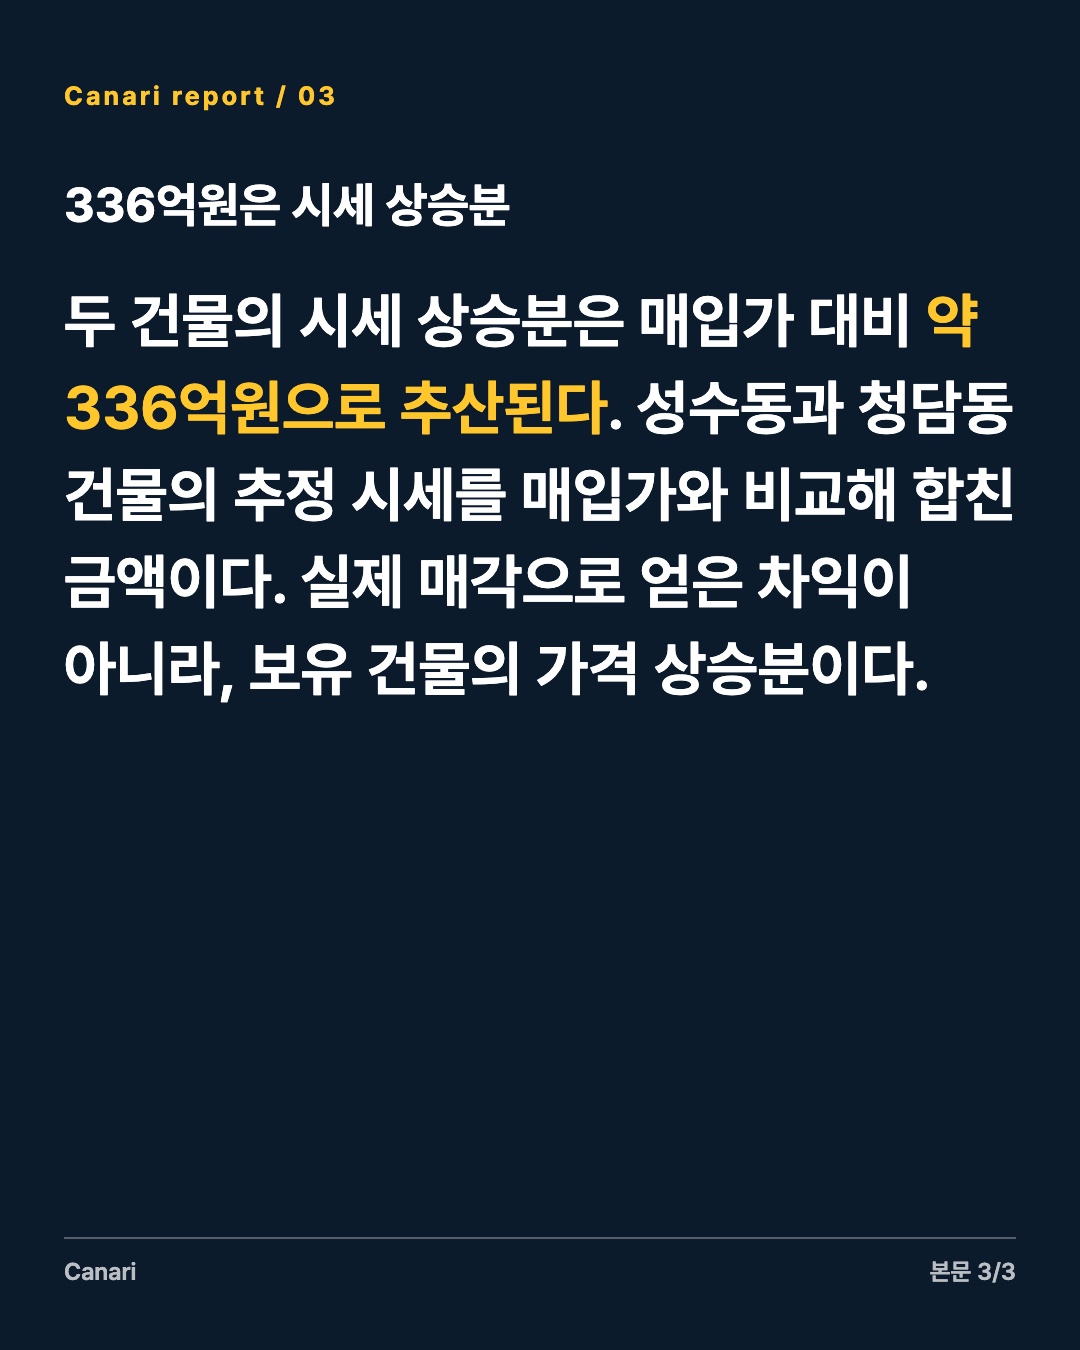 Canari report / 03
336억원은 시세 상승분
두 건물의 시세 상승분은 매입가 대비 약
336억원으로 추산된다. 성수동과 청담동
건물의 추정 시세를 매입가와 비교해 합친
금액이다. 실제 매각으로 얻은 차익이
아니라, 보유 건물의 가격 상승분이다.
Canari
본문 3/3